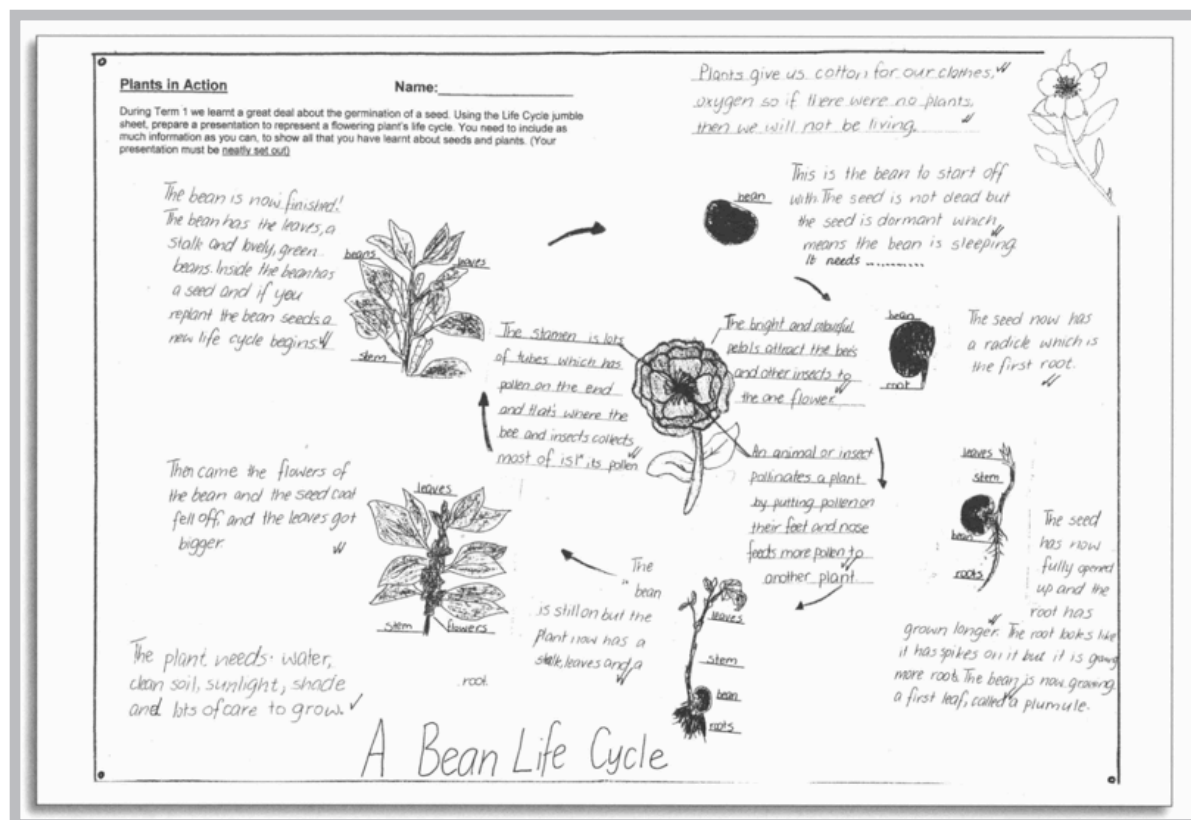 Plants in Action
Name:
During Term 1 we learnt a great deal about the germination of a seed. Using the Life Cycle jumble
sheet, prepare a presentation to represent a flowering plant's life cycle. You need to include as
much information as you can, to show all that you have learnt about seeds and plants. (Your
presentation must be neatly set out)
Plants give us cotton for our clothes,
oxygen so if there were no plants,
then we will not be living.
This is the bean to start off
with. The seed is not dead but
the seed is dormant which
means the bean is sleeping
It needs ...........
bean
The seed now has
a radicle which is
the first root.
bean
root
The seed
has now
fully opened
up and the
root has
grown longer. The root looks like
it has spikes on it but it is
more roots. The bean is now growing
a first leaf, called a plumule.
leaves
stem
bean
roots
The
bean
is still on but the
plant now has a
stalk, leaves and a
root.
leaves
stem
bean
roots
Then came the flowers of
the bean and the seed coat
fell off, and the leaves got
bigger.
leaves
stem
flowers
The bean is now finished!
The bean has the leaves, a
stalk and lovely, green
beans. Inside the bean has
a seed and if you
replant the bean seeds a
new life cycle begins.
beans
leaves
stem
The stamen is lots
of tubes which has
pollen on the end
and that's where the
bee and insects collects
most of its pollen
The bright and colourful
petals attract the bees
and other insects to
the one flower.
An animal or insect
pollinates a plant
by putting pollen on
their feet and nose
feeds more pollen to
another plant.
The plant needs: water,
clean soil, sunlight, shade
and lots of care to grow.
A Bean Life Cycle